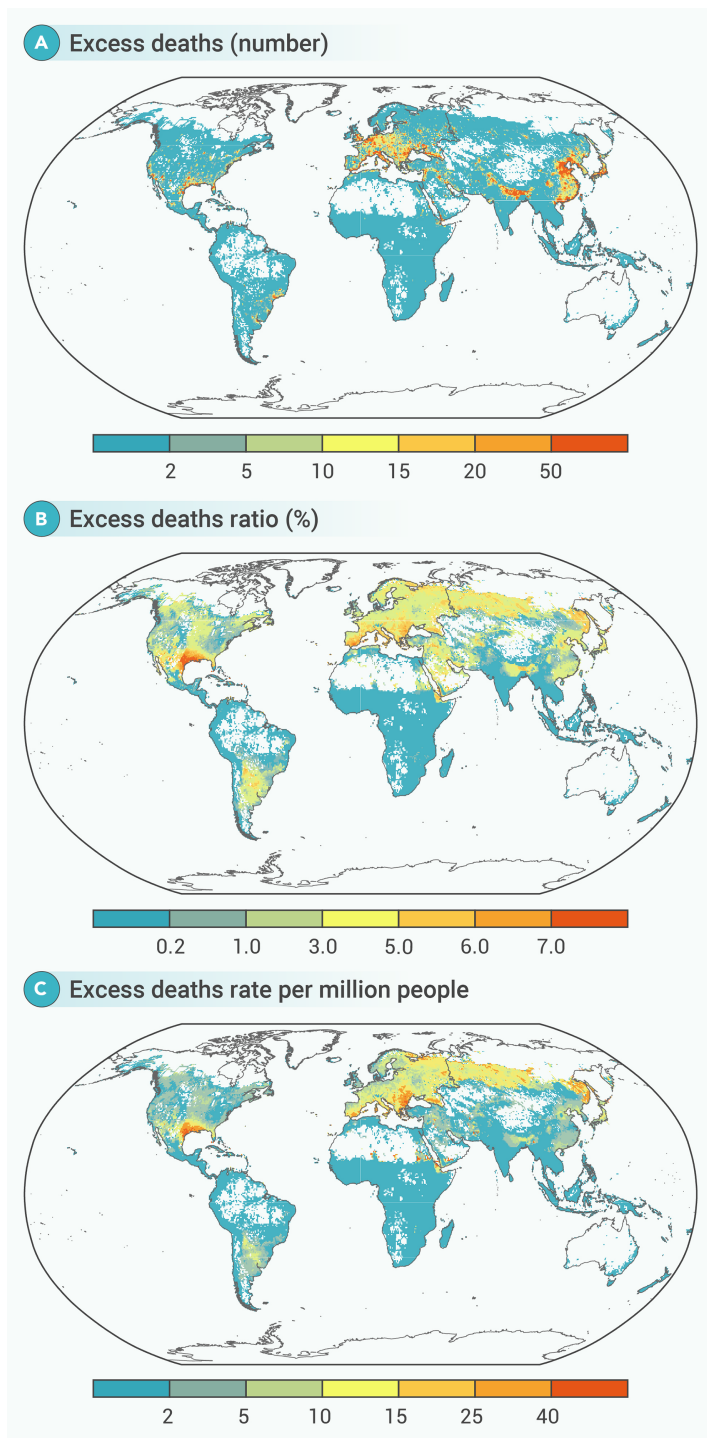 A Excess deaths (number)
2 5 10 15 20 50
B Excess deaths ratio (%)
0.2 1.0 3.0 5.0 6.0 7.0
C Excess deaths rate per million people
2 5 10 15 25 40